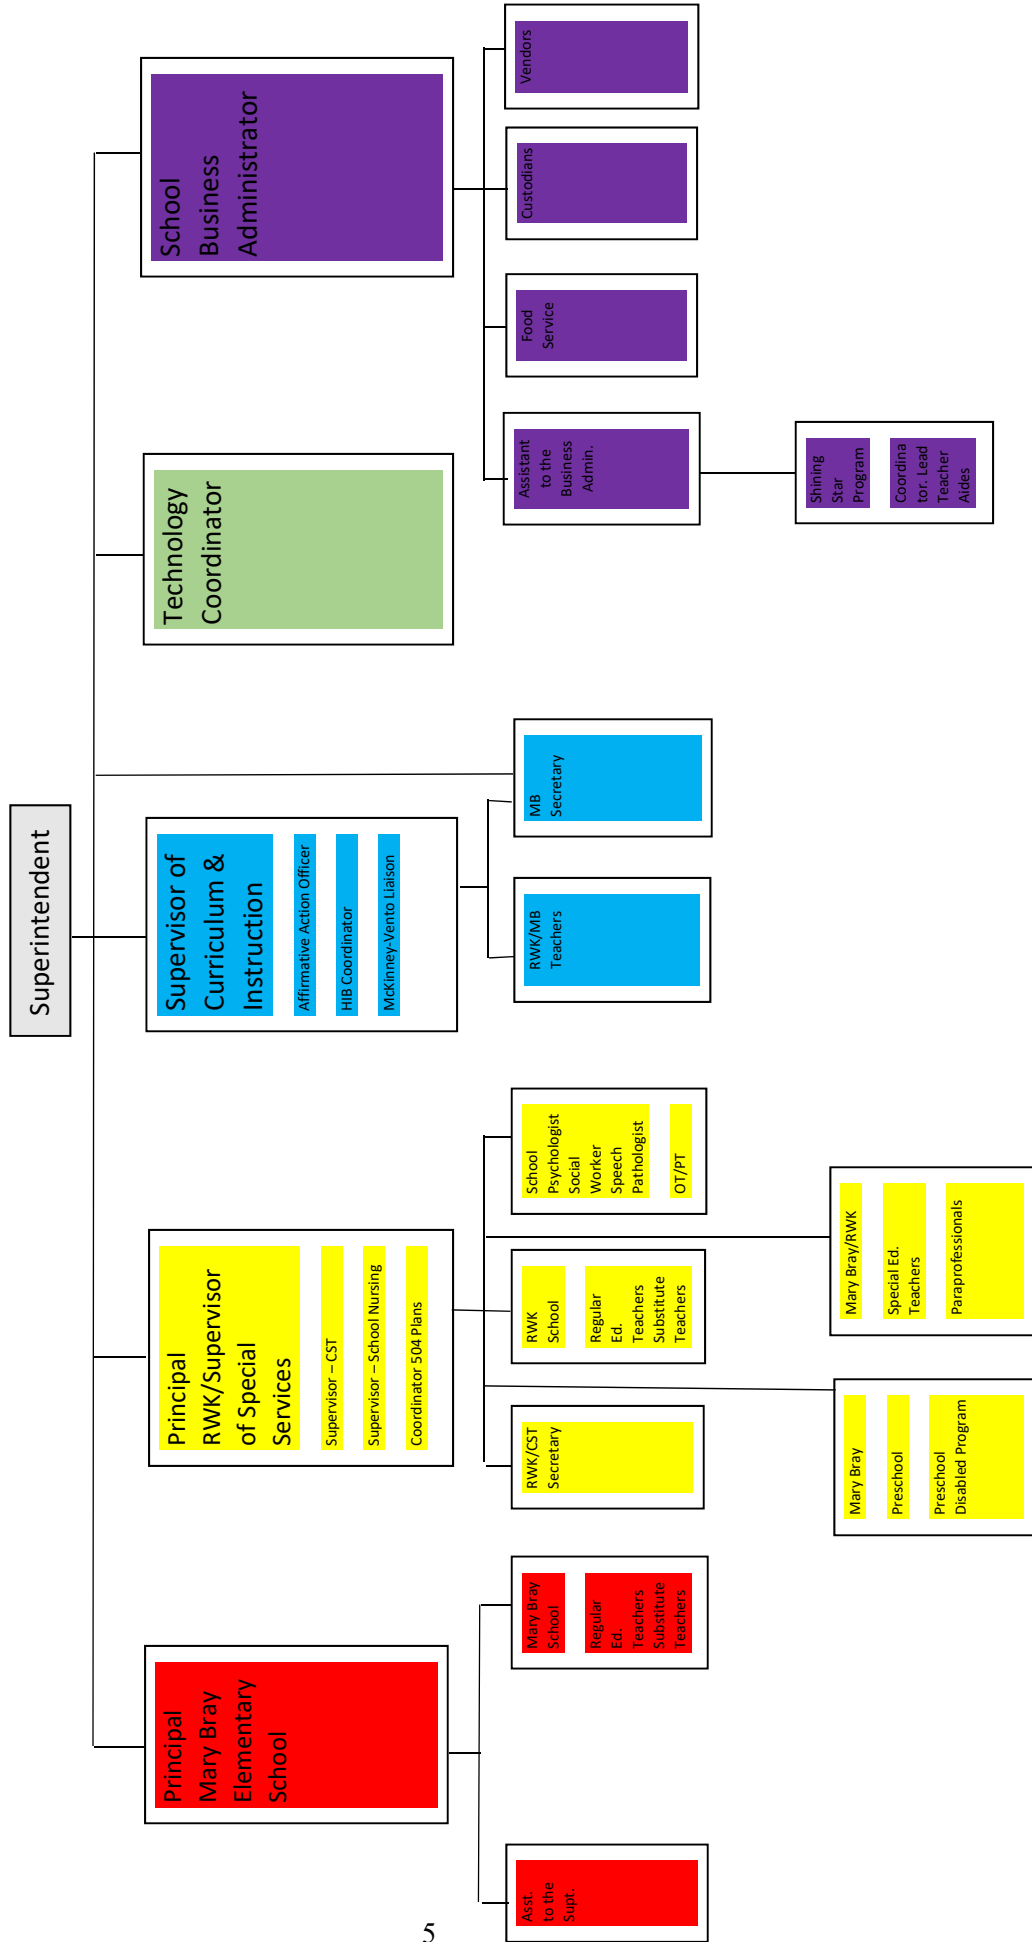 Superintendent
Principal
Mary Bray
Elementary
School
Principal
RWK/Supervisor
of Special
Services
Supervisor – CST
Supervisor – School Nursing
Coordinator 504 Plans
Supervisor of
Curriculum &
Instruction
Affirmative Action Officer
HIB Coordinator
McKinney-Vento Liaison
Technology
Coordinator
School
Business
Administrator
Asst.
to the
Supt.
Mary Bray
School
Regular
Ed.
Teachers
Substitute
Teachers
RWK/CST
Secretary
RWK
School
Regular
Ed.
Teachers
Substitute
Teachers
School
Psychologist
Social
Worker
Speech
Pathologist
OT/PT
RWK/MB
Teachers
MB
Secretary
Assistant
to the
Business
Admin.
Food
Service
Custodians
Vendors
Mary Bray
Preschool
Preschool
Disabled Program
Mary Bray/RWK
Special Ed.
Teachers
Paraprofessionals
Shining
Star
Program
Coordina
tor. Lead
Teacher
Aides
5